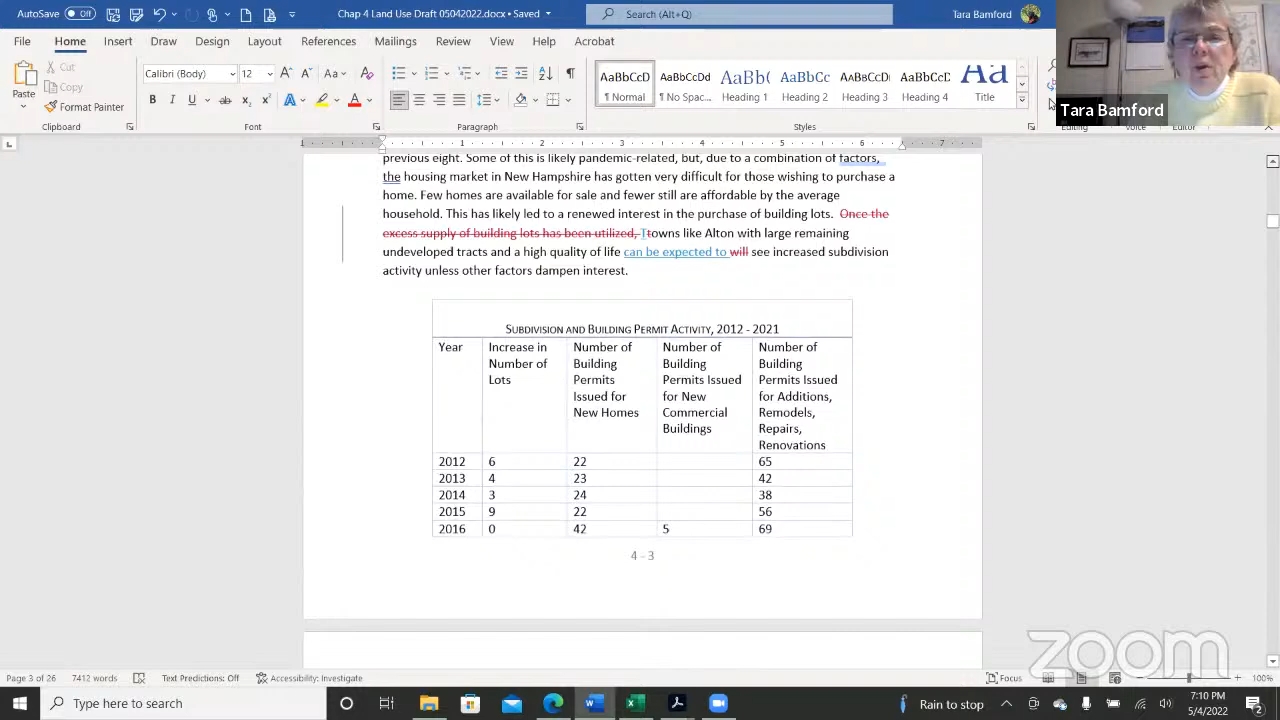 AutoSave Off
Chap 4 Land Use DRAFT 05042022.docx • Saved
Search (Alt+Q)
Tara Bamford
File Home Insert Draw Design Layout References Mailings Review View Help Acrobat
Paste
Cut
Copy
Format Painter
Clipboard
Calibri (Body) 12
Font
Paragraph
AaBbCcD ¶ Normal
AaBbCcDd ¶ No Spac...
AaBbC Heading 1
AaBbCc Heading 2
AABBCCDI Heading 3
AaBbCcD Heading 4
Aa Title
Styles
Editing
Voice
Editor
Tara Bamford
previous eight. Some of this is likely pandemic-related, but, due to a combination of factors,
the housing market in New Hampshire has gotten very difficult for those wishing to purchase a
home. Few homes are available for sale and fewer still are affordable by the average
household. This has likely led to a renewed interest in the purchase of building lots. Once the
excess supply of building lots has been utilized, Ttowns like Alton with large remaining
undeveloped tracts and a high quality of life can be expected to will see increased subdivision
activity unless other factors dampen interest.
SUBDIVISION AND BUILDING PERMIT ACTIVITY, 2012 - 2021
Year Increase in Number of Lots Number of Building Permits Issued for New Homes Number of Building Permits Issued for New Commercial Buildings Number of Building Permits Issued for Additions, Remodels, Repairs, Renovations
2012 6 22 65
2013 4 23 42
2014 3 24 38
2015 9 22 56
2016 0 42 5 69
4 - 3
zoom
Page 3 of 26 7412 words Text Predictions: Off Accessibility: Investigate Focus 100%
Type here to search
Rain to stop
7:10 PM
5/4/2022
2